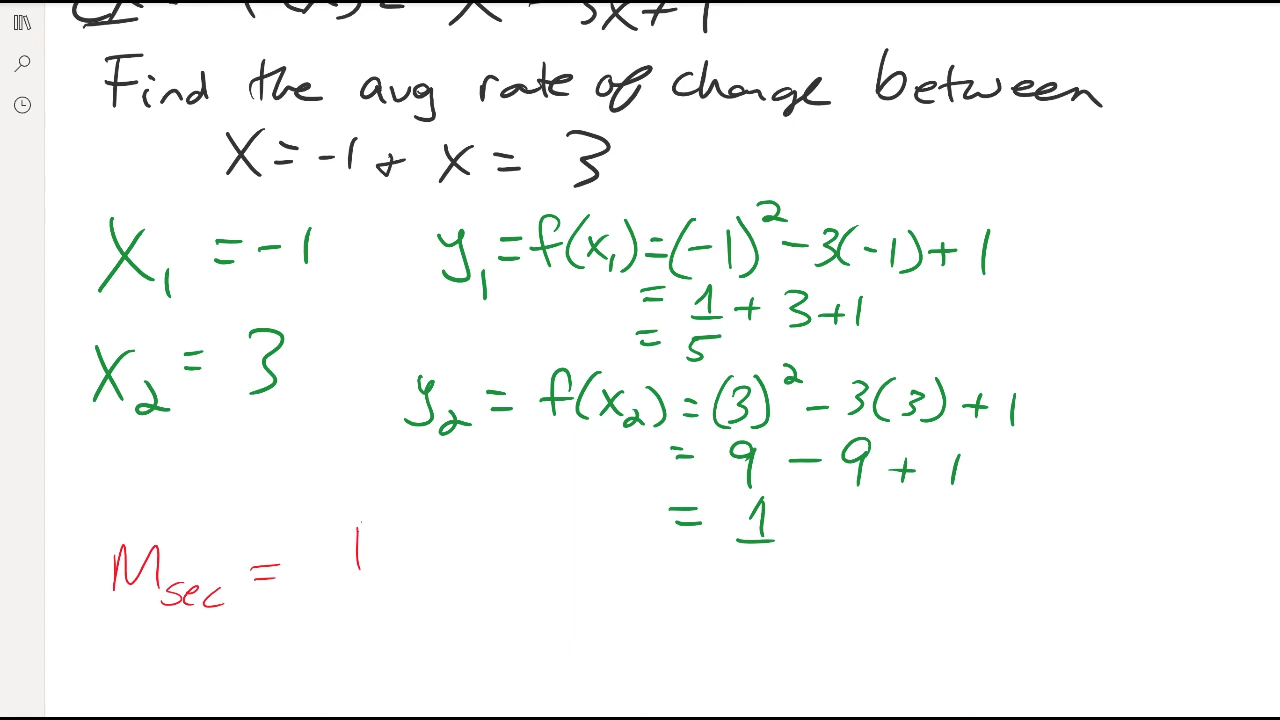 Find the avg rate of change between
X = -1 + x = 3
X₁ = -1
y₁ = f(x₁) = (-1)² - 3(-1) + 1
= 1 + 3 + 1
= 5
X₂ = 3
y₂ = f(x₂) = (3)² - 3(3) + 1
= 9 - 9 + 1
= 1
Msec = 1